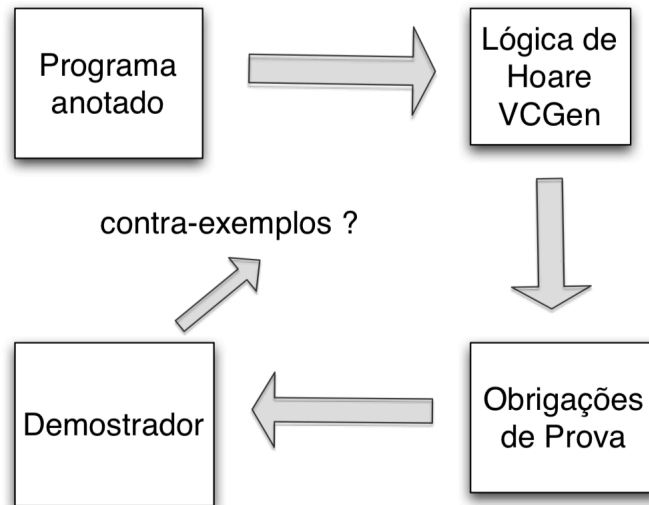 Programa
anotado
Lógica de
Hoare
VCGen
contra-exemplos ?
Demostrador
Obrigações
de Prova